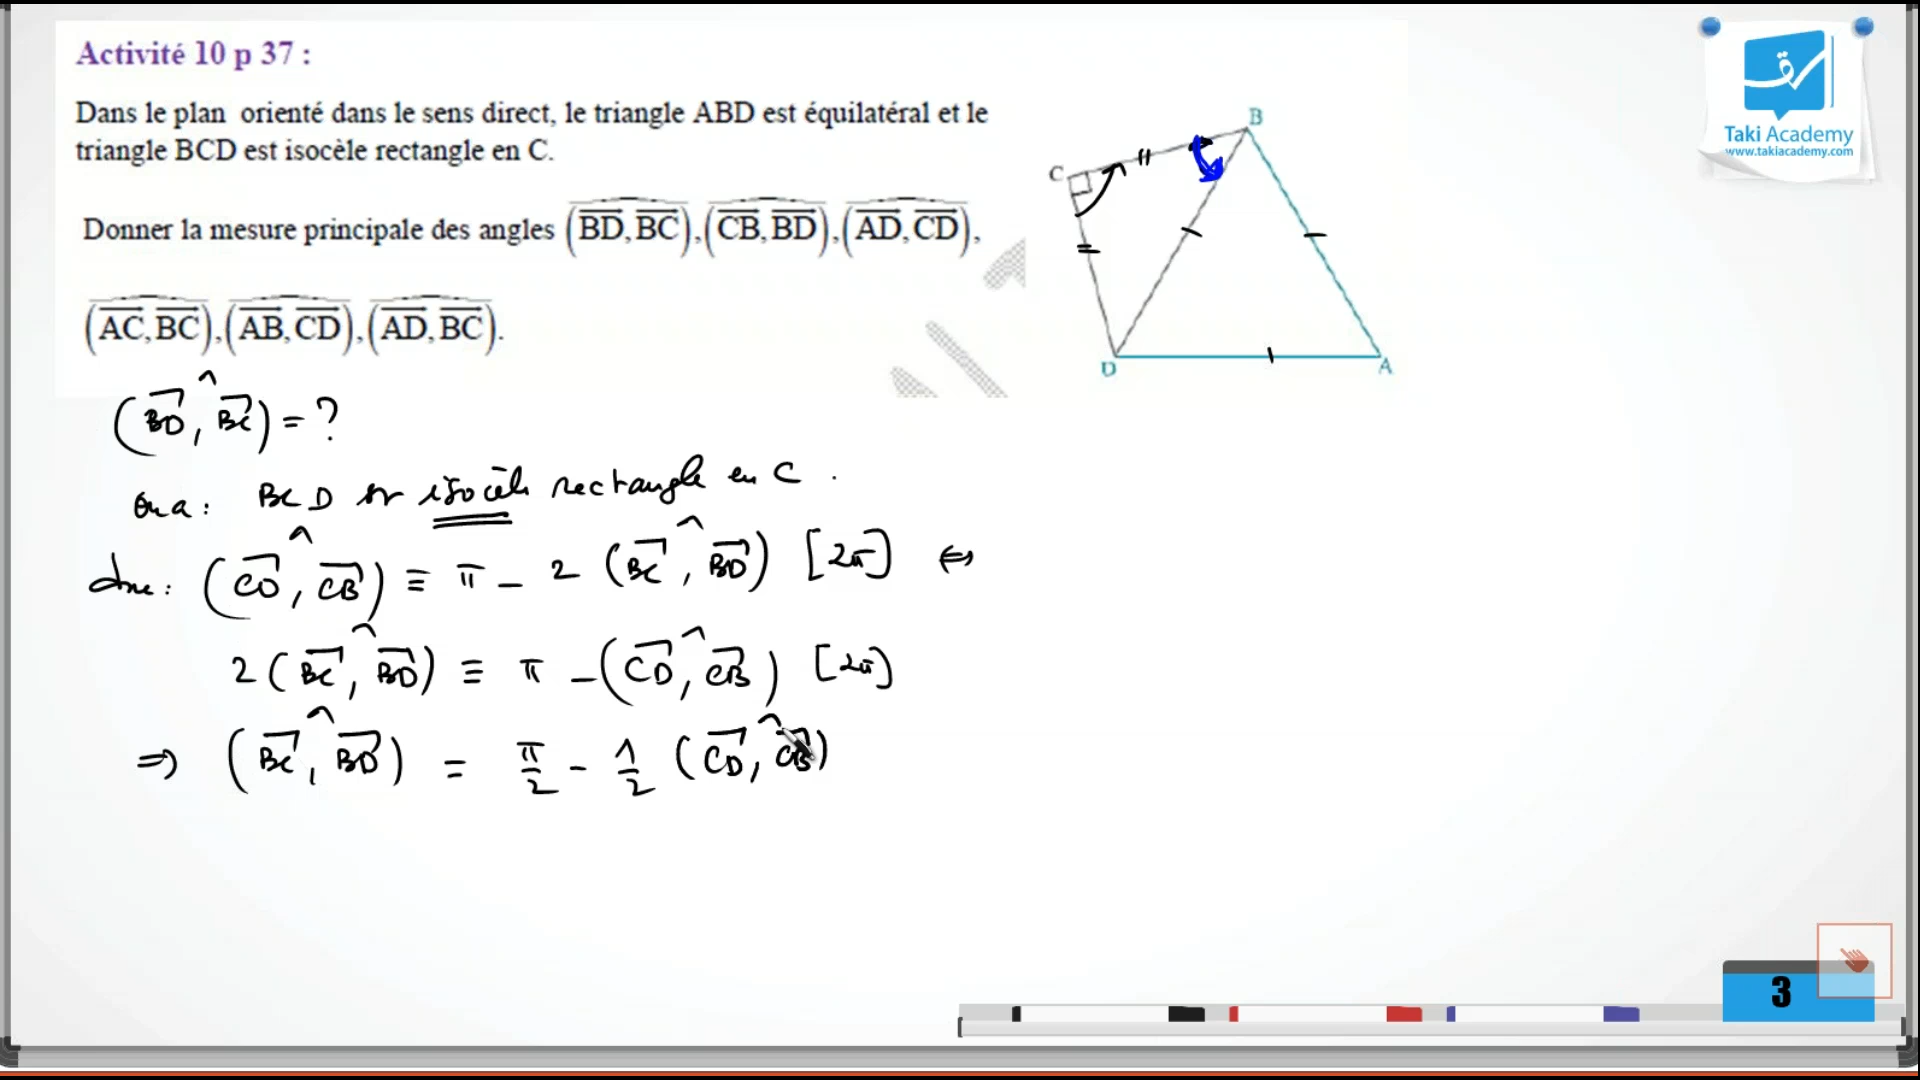 Activité 10 p 37 :
Dans le plan orienté dans le sens direct, le triangle ABD est équilatéral et le
triangle BCD est isocèle rectangle en C.
Donner la mesure principale des angles (BD, BC), (CB, BD), (AD, CD),
(AC, BC), (AB, CD), (AD, BC).
B
C
D
A
Taki Academy
www.takiacademy.com
(BD, BC) = ?
On a : BCD est isocèle rectangle en C .
donc : (CD, CB) ≡ π - 2 (BC, BD) [2π] ⇔
2 (BC, BD) ≡ π - (CD, CB) [2π]
⇒ (BC, BD) = π/2 - 1/2 (CD, CB)
3